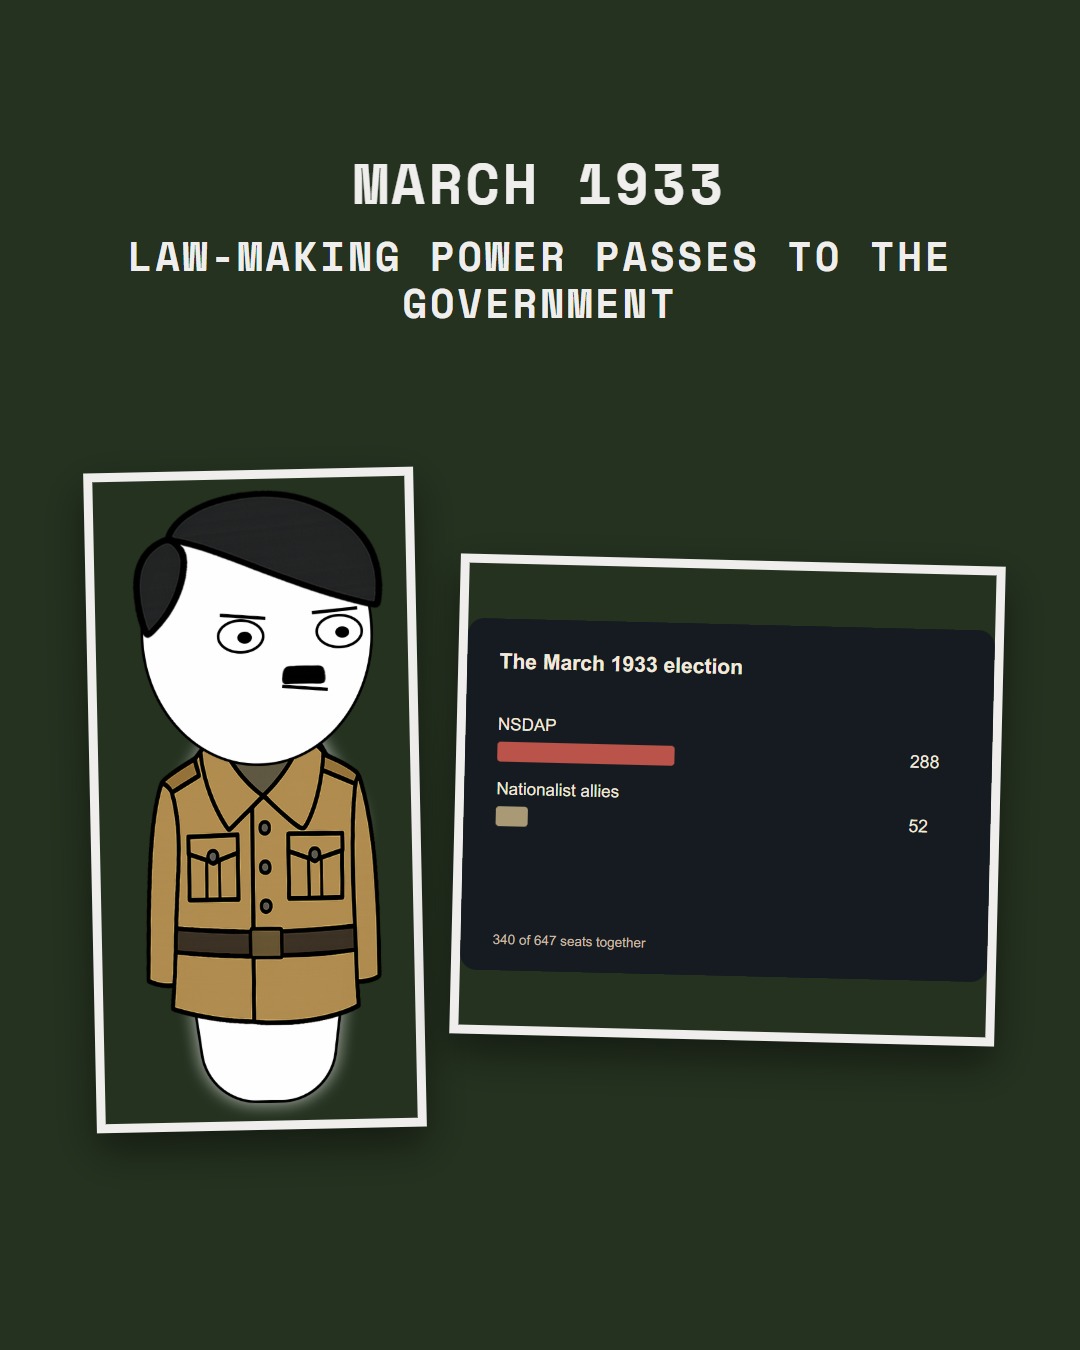 MARCH 1933
LAW-MAKING POWER PASSES TO THE
GOVERNMENT
The March 1933 election
NSDAP
288
Nationalist allies
52
340 of 647 seats together